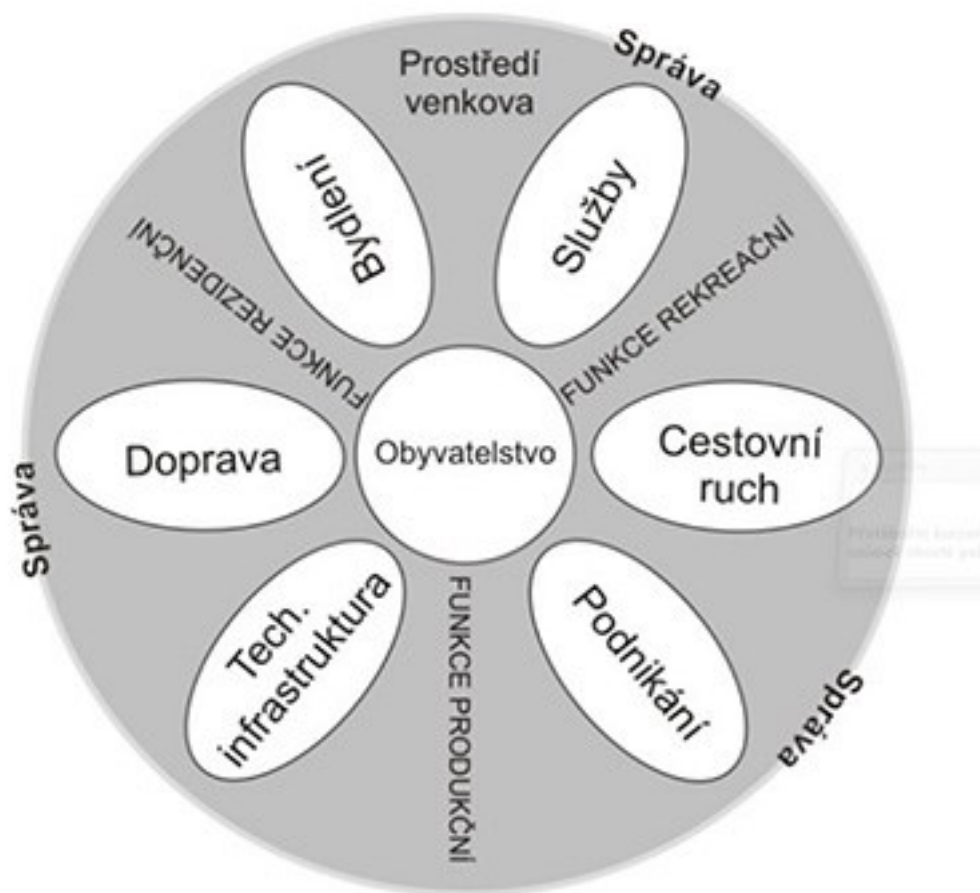 Správa
Prostředí
venkova
Bydlení
Služby
FUNKCE REZIDENČNÍ
FUNKCE REKREAČNÍ
Správa
Doprava
Obyvatelstvo
Cestovní
ruch
Tech.
infrastruktura
FUNKCE PRODUKČNÍ
Podnikání
Správa